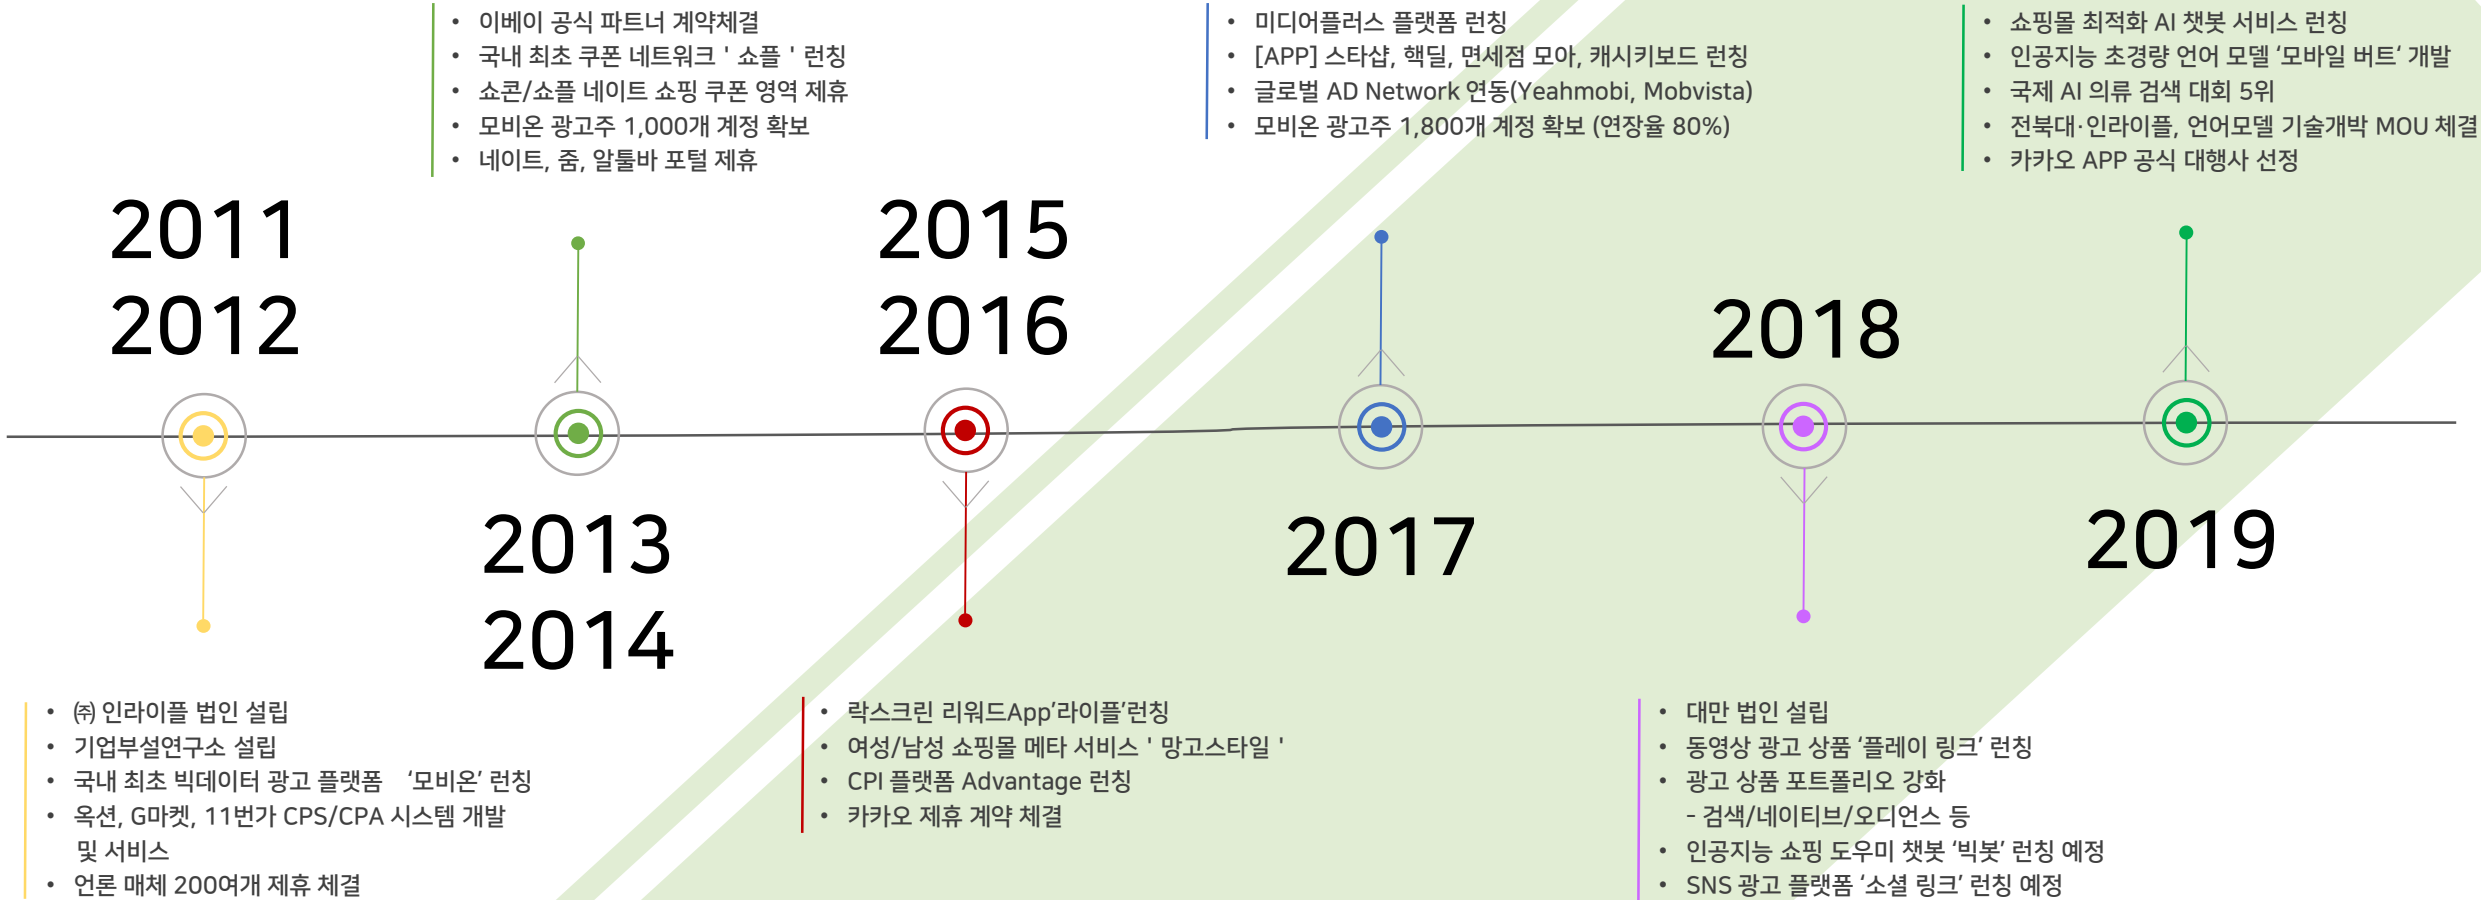 • 이베이 공식 파트너 계약체결
• 국내 최초 쿠폰 네트워크 ' 쇼플 ' 런칭
• 쇼콘/쇼플 네이트 쇼핑 쿠폰 영역 제휴
• 모비온 광고주 1,000개 계정 확보
• 네이트, 줌, 알툴바 포털 제휴
• 미디어플러스 플랫폼 런칭
• [APP] 스타샵, 핵딜, 면세점 모아, 캐시키보드 런칭
• 글로벌 AD Network 연동(Yeahmobi, Mobvista)
• 모비온 광고주 1,800개 계정 확보 (연장율 80%)
• 쇼핑몰 최적화 AI 챗봇 서비스 런칭
• 인공지능 초경량 언어 모델 ‘모바일 버트‘ 개발
• 국제 AI 의류 검색 대회 5위
• 전북대·인라이플, 언어모델 기술개박 MOU 체결
• 카카오 APP 공식 대행사 선정
2011
2012
2015
2016
2018
2013
2014
2017
2019
• ㈜ 인라이플 법인 설립
• 기업부설연구소 설립
• 국내 최초 빅데이터 광고 플랫폼 ‘모비온’ 런칭
• 옥션, G마켓, 11번가 CPS/CPA 시스템 개발
및 서비스
• 언론 매체 200여개 제휴 체결
• 락스크린 리워드App’라이플’런칭
• 여성/남성 쇼핑몰 메타 서비스 ' 망고스타일 '
• CPI 플랫폼 Advantage 런칭
• 카카오 제휴 계약 체결
• 대만 법인 설립
• 동영상 광고 상품 ‘플레이 링크’ 런칭
• 광고 상품 포트폴리오 강화
- 검색/네이티브/오디언스 등
• 인공지능 쇼핑 도우미 챗봇 ‘빅봇’ 런칭 예정
• SNS 광고 플랫폼 ‘소셜 링크’ 런칭 예정